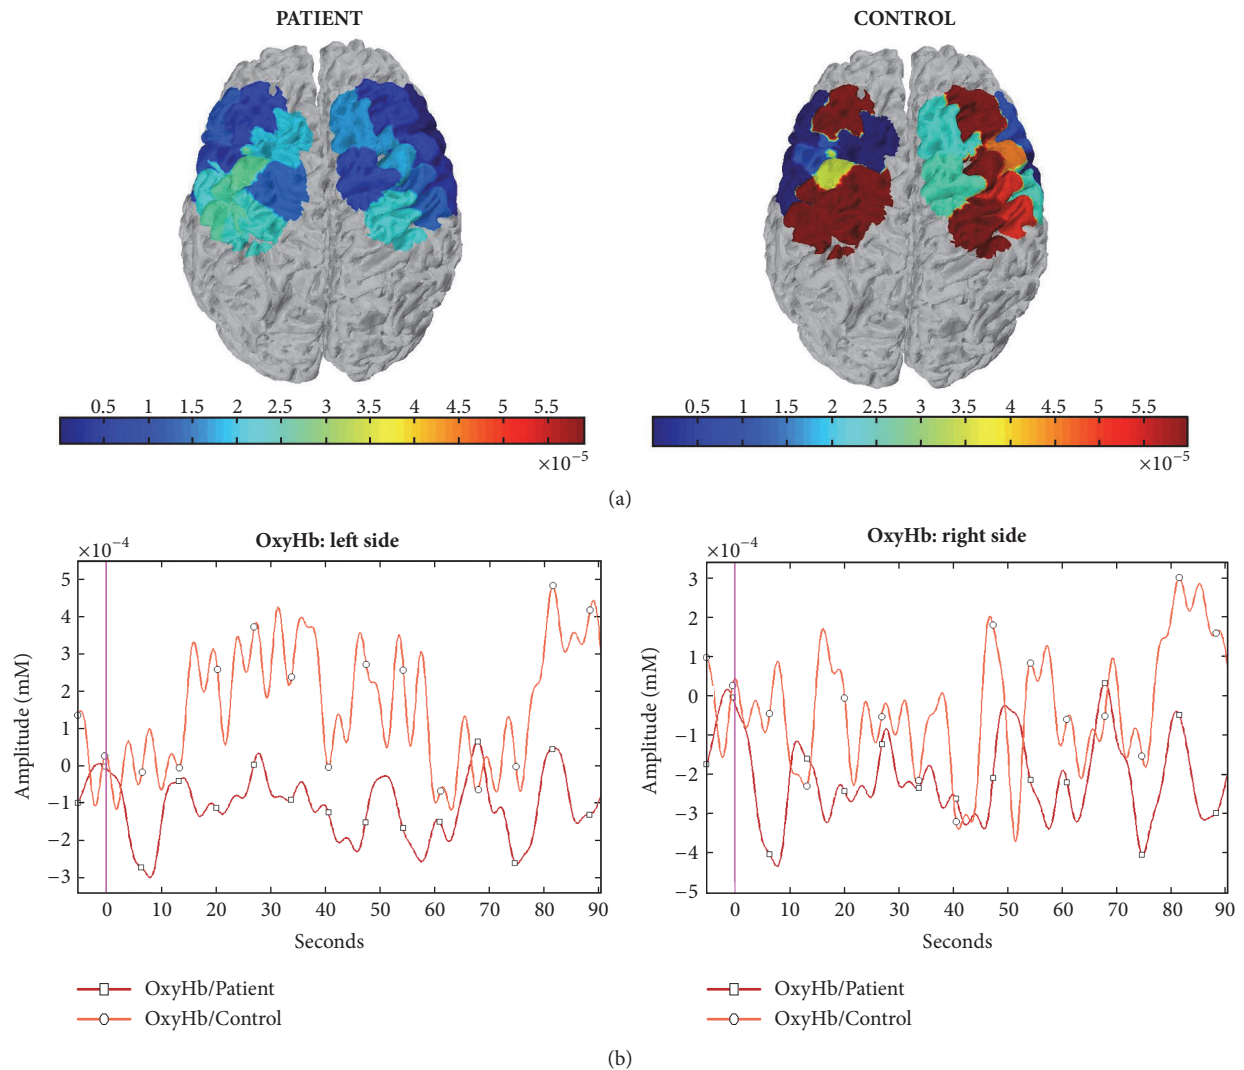 PATIENT
CONTROL
0.5 1 1.5 2 2.5 3 3.5 4 4.5 5 5.5
×10−5
0.5 1 1.5 2 2.5 3 3.5 4 4.5 5 5.5
×10−5
(a)
×10−4
OxyHb: left side
5
4
3
2
1
0
−1
−2
−3
Amplitude (mM)
0 10 20 30 40 50 60 70 80 90
Seconds
OxyHb/Patient
OxyHb/Control
×10−4
OxyHb: right side
3
2
1
0
−1
−2
−3
−4
−5
Amplitude (mM)
0 10 20 30 40 50 60 70 80 90
Seconds
OxyHb/Patient
OxyHb/Control
(b)